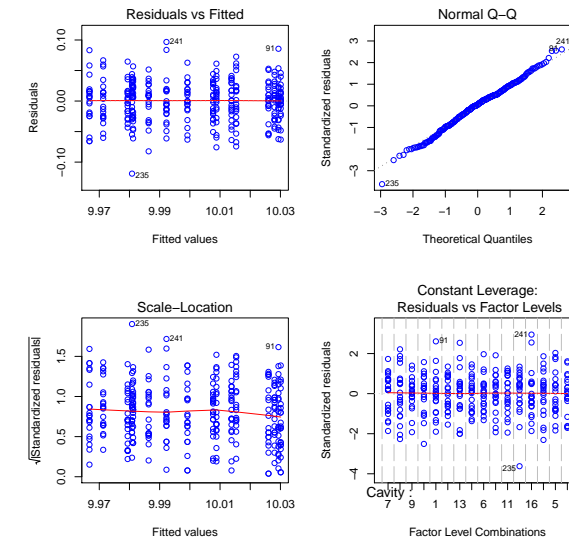 Residuals vs Fitted
Residuals
−0.10 0.00 0.10
241
91
235
9.97 9.99 10.01 10.03
Fitted values
Normal Q−Q
Standardized residuals
−3 −1 0 1 2 3
241
235
−3 −2 −1 0 1 2
Theoretical Quantiles
Scale−Location
√|Standardized residuals|
0.0 0.5 1.0 1.5
235
241
91
9.97 9.99 10.01 10.03
Fitted values
Constant Leverage:
Residuals vs Factor Levels
Standardized residuals
−4 −2 0 2
91
241
235
Cavity :
7 9 1 13 6 11 16 5
Factor Level Combinations